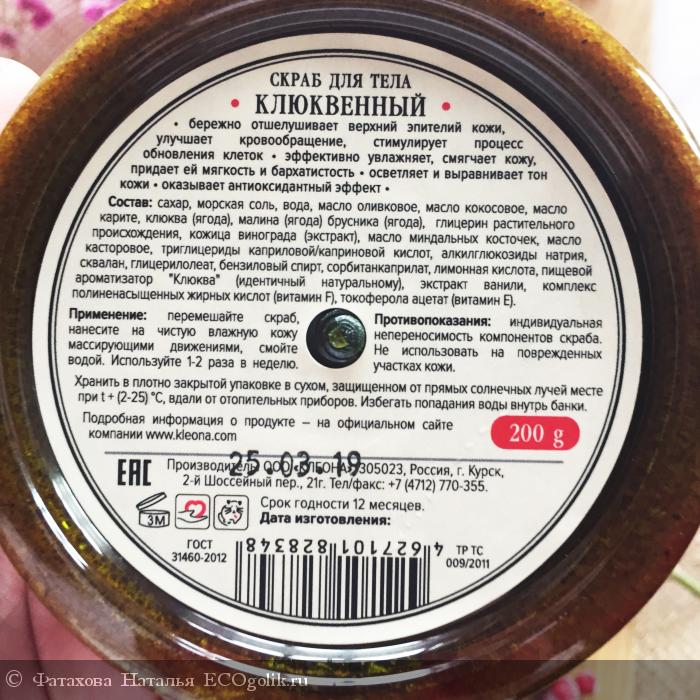 СКРАБ ДЛЯ ТЕЛА
• КЛЮКВЕННЫЙ •
• бережно отшелушивает верхний эпителий кожи,
улучшает кровообращение, стимулирует процесс
обновления клеток • эффективно увлажняет, смягчает кожу,
придает ей мягкость и бархатистость • осветляет и выравнивает тон
кожи • оказывает антиоксидантный эффект •
Состав: сахар, морская соль, вода, масло оливковое, масло кокосовое, масло
карите, клюква (ягода), малина (ягода) брусника (ягода), глицерин растительного
происхождения, кожица винограда (экстракт), масло миндальных косточек, масло
касторовое, триглицериды каприловой/каприновой кислот, алкилглюкозиды натрия,
сквалан, глицерилолеат, бензиловый спирт, сорбитанкаприлат, лимонная кислота, пищевой
ароматизатор "Клюква" (идентичный натуральному), экстракт ванили, комплекс
полиненасыщенных жирных кислот (витамин F), токоферола ацетат (витамин Е).
Применение: перемешайте скраб,
нанесите на чистую влажную кожу
массирующими движениями, смойте
водой. Используйте 1-2 раза в неделю.
Противопоказания: индивидуальная
непереносимость компонентов скраба.
Не использовать на поврежденных
участках кожи.
Хранить в плотно закрытой упаковке в сухом, защищенном от прямых солнечных лучей месте
при t + (2-25) °С, вдали от отопительных приборов. Избегать попадания воды внутрь банки.
Подробная информация о продукте – на официальном сайте
компании www.kleona.com
200 g
25.03.19
EAC
Производитель ООО «КЛЕОНА» 305023, Россия, г. Курск,
2-й Шоссейный пер., 21г. Тел/факс: +7 (4712) 770-355.
3М
Срок годности 12 месяцев.
Дата изготовления:
ГОСТ
31460-2012
4 627101 828348
ТР ТС
009/2011
© Фатахова Наталья ECOgolik.ru